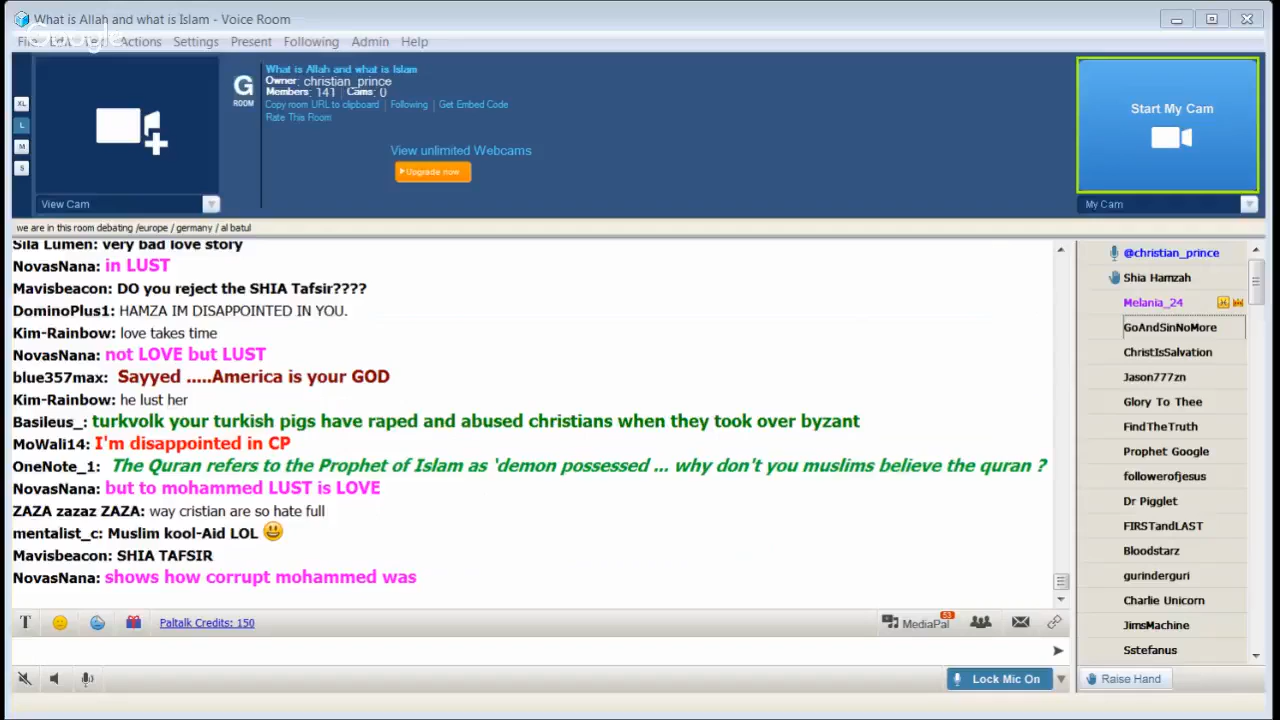 What is Allah and what is Islam - Voice Room
Google
Actions Settings Present Following Admin Help
What is Allah and what is Islam
Owner: christian_prince
Members: 141 Cams: 0
Copy room URL to clipboard | Following | Get Embed Code
Rate This Room
G
ROOM
XL
L
M
S
View unlimited Webcams
Upgrade now
Start My Cam
View Cam
My Cam
we are in this room debating /europe / germany / al batul
Sila Lumen: very bad love story
NovasNana: in LUST
Mavisbeacon: DO you reject the SHIA Tafsir????
DominoPlus1: HAMZA IM DISAPPOINTED IN YOU.
Kim-Rainbow: love takes time
NovasNana: not LOVE but LUST
blue357max: Sayyed .....America is your GOD
Kim-Rainbow: he lust her
Basileus_: turkvolk your turkish pigs have raped and abused christians when they took over byzant
MoWali14: I'm disappointed in CP
OneNote_1: The Quran refers to the Prophet of Islam as `demon possessed ... why don't you muslims believe the quran ?
NovasNana: but to mohammed LUST is LOVE
ZAZA zazaz ZAZA: way cristian are so hate full
mentalist_c: Muslim kool-Aid LOL
Mavisbeacon: SHIA TAFSIR
NovasNana: shows how corrupt mohammed was
@christian_prince
Shia Hamzah
Melania_24
GoAndSinNoMore
ChristIsSalvation
Jason777zn
Glory To Thee
FindTheTruth
Prophet Google
followerofjesus
Dr Pigglet
FIRSTandLAST
Bloodstarz
gurinderguri
Charlie Unicorn
JimsMachine
Sstefanus
T
Paltalk Credits: 150
MediaPal
53
Lock Mic On
Raise Hand